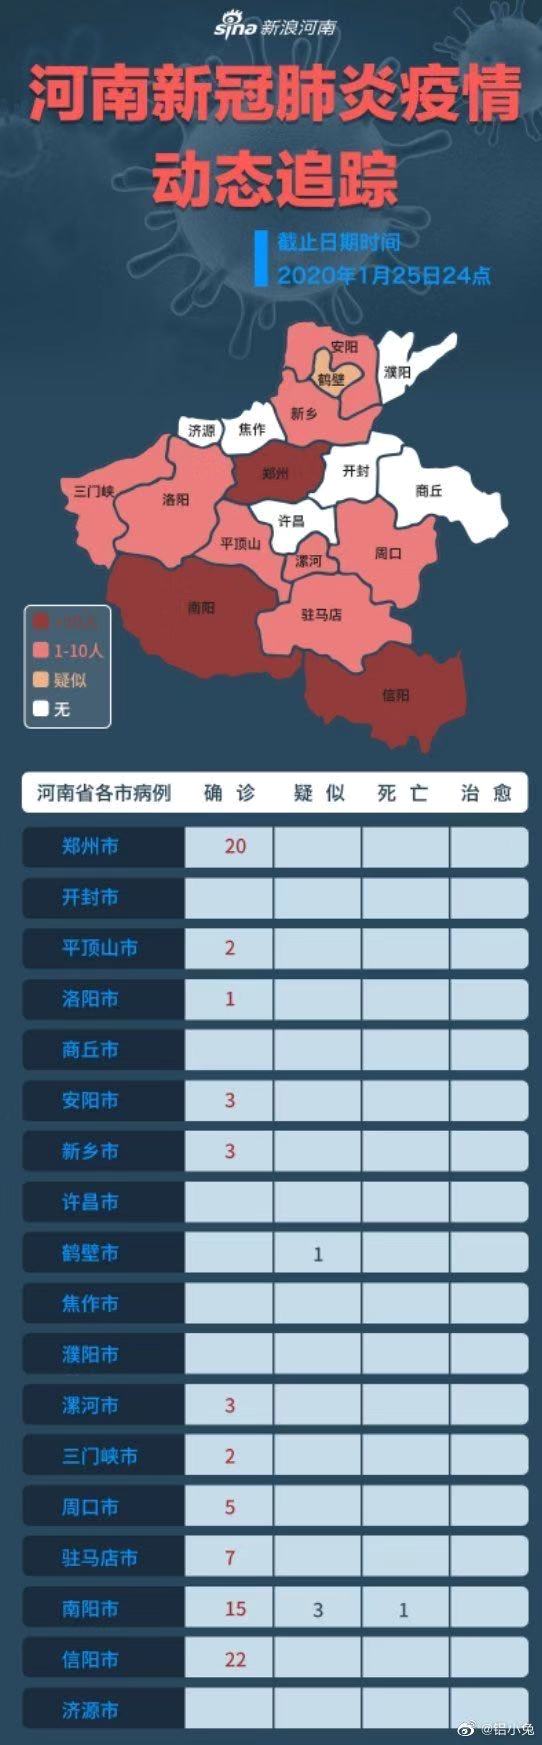 sina 新浪河南
河南新冠肺炎疫情
动态追踪
截止日期时间
2020年1月25日24点
安阳
濮阳
鹤壁
新乡
济源
焦作
郑州
开封
三门峡
洛阳
商丘
许昌
平顶山
漯河
周口
南阳
驻马店
信阳
1-10人
疑似
无
河南省各市病例 确 诊 疑 似 死 亡 治 愈
郑州市 20
开封市
平顶山市 2
洛阳市 1
商丘市
安阳市 3
新乡市 3
许昌市
鹤壁市 1
焦作市
濮阳市
漯河市 3
三门峡市 2
周口市 5
驻马店市 7
南阳市 15 3 1
信阳市 22
济源市
@铝小兔